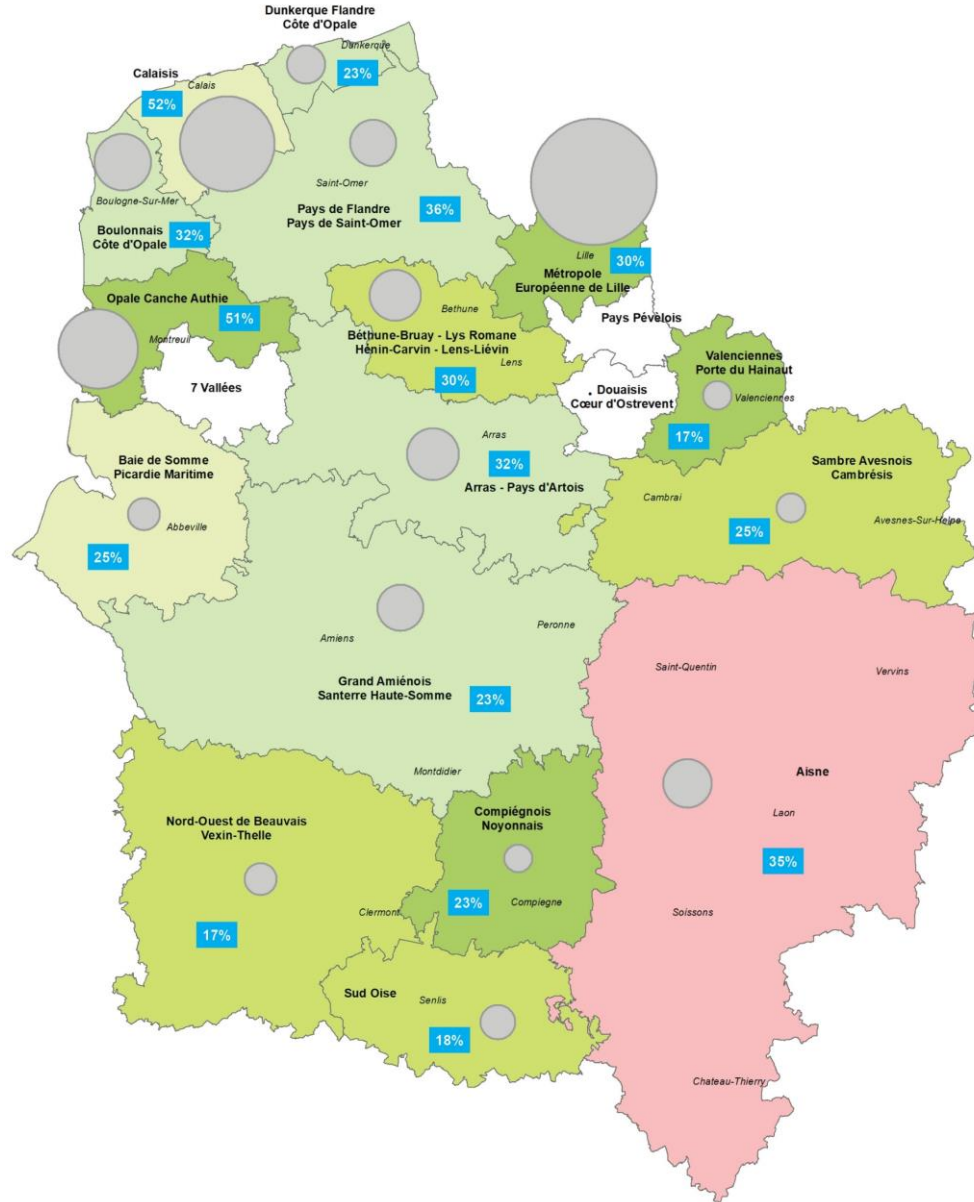 Dunkerque Flandre
Côte d'Opale
Dunkerque
23%
Calaisis
Calais
52%
Boulogne-Sur-Mer
Boulonnais
Côte d'Opale
32%
Saint-Omer
Pays de Flandre
Pays de Saint-Omer
36%
Lille
30%
Métropole
Européenne de Lille
Opale Canche Authie
51%
Montreuil
Bethune
Béthune-Bruay - Lys Romane
Hénin-Carvin - Lens-Liévin
Lens
30%
Pays Pévelois
7 Vallées
Douaisis
Cœur d'Ostrevent
Valenciennes
Porte du Hainaut
Valenciennes
17%
Arras
32%
Arras - Pays d'Artois
Baie de Somme
Picardie Maritime
Abbeville
25%
Sambre Avesnois
Cambrésis
Cambrai
Avesnes-Sur-Helpe
25%
Amiens
Peronne
Grand Amiénois
Santerre Haute-Somme
23%
Montdidier
Saint-Quentin
Vervins
Aisne
Laon
35%
Soissons
Chateau-Thierry
Nord-Ouest de Beauvais
Vexin-Thelle
Clermont
17%
Compiégnois
Noyonnais
23%
Compiegne
Sud Oise
Senlis
18%